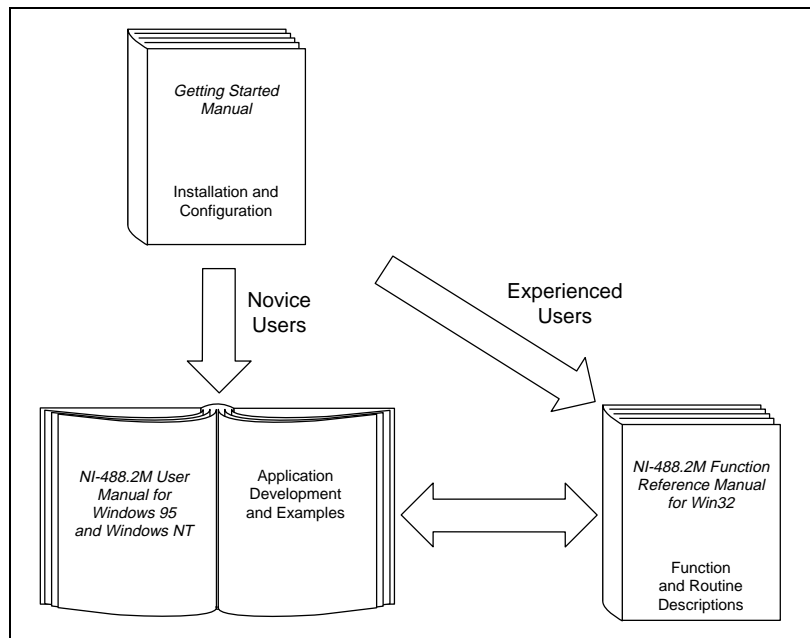 Getting Started
Manual
Installation and
Configuration
Novice
Users
Experienced
Users
NI-488.2M User
Manual for
Windows 95
and Windows NT
Application
Development
and Examples
NI-488.2M Function
Reference Manual
for Win32
Function
and Routine
Descriptions